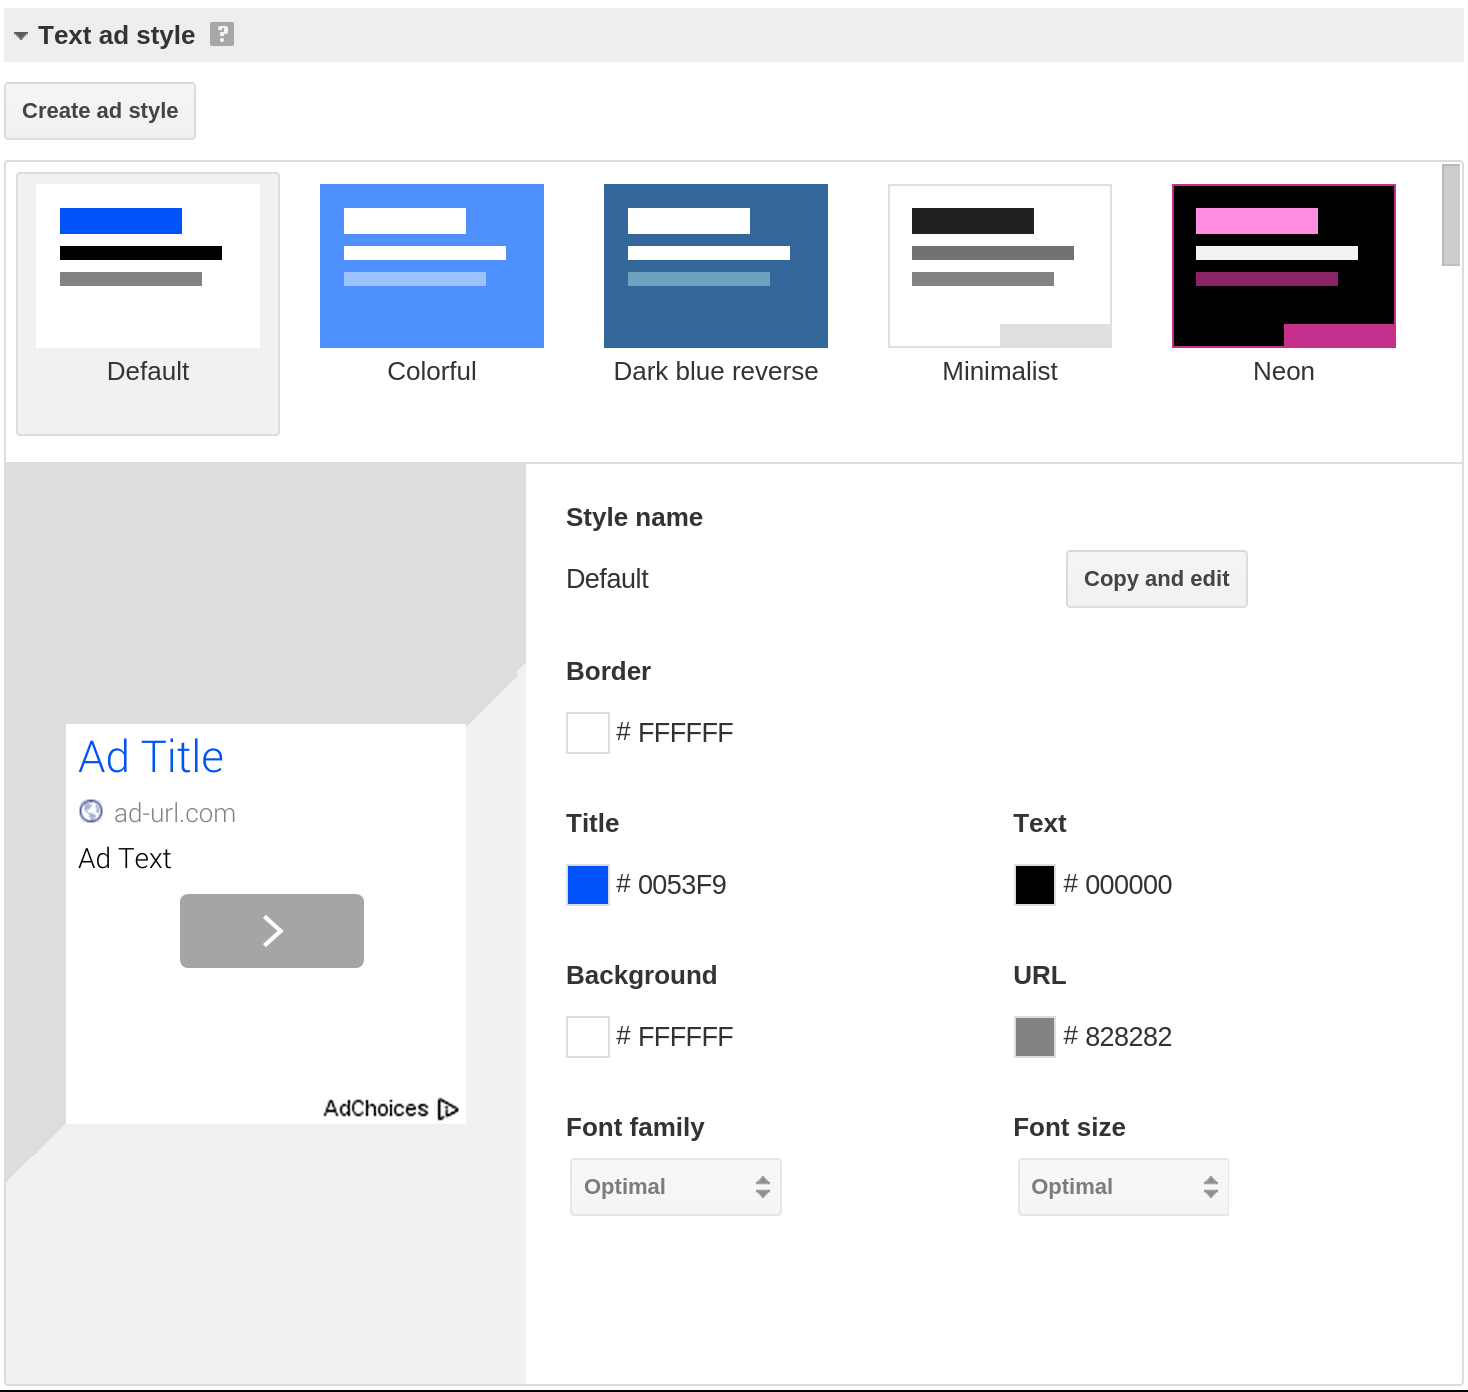 Text ad style ?
Create ad style
Default
Colorful
Dark blue reverse
Minimalist
Neon
Style name
Default
Copy and edit
Border
# FFFFFF
Ad Title
ad-url.com
Ad Text
AdChoices
Title
Text
# 0053F9
# 000000
Background
URL
# FFFFFF
# 828282
Font family
Font size
Optimal
Optimal